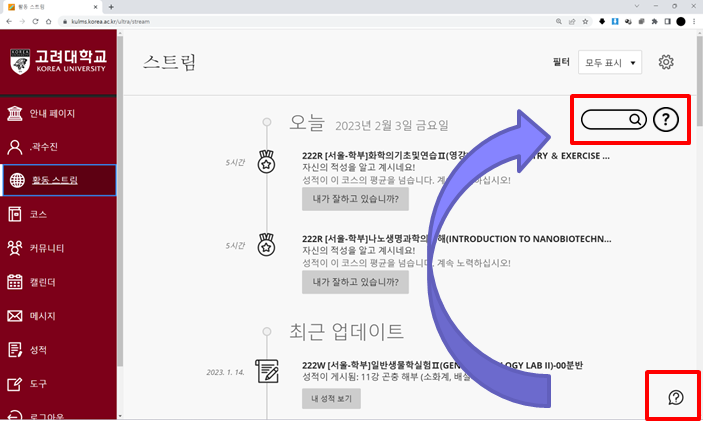 활동 스트림
kulms.korea.ac.kr/ultra/stream
KOREA
고려대학교
KOREA UNIVERSITY
안내 페이지
.곽수진
활동 스트림
코스
커뮤니티
캘린더
메시지
성적
도구
로그아웃
스트림
필터
모두 표시
오늘 2023년 2월 3일 금요일
?
5시간
222R [서울-학부]화학의기초및연습II(영강 TRY & EXERCISE ...
자신의 적성을 알고 계시네요!
성적이 이 코스의 평균을 넘습니다. 계 력하십시오!
내가 잘하고 있습니까?
5시간
222R [서울-학부]나노생명과학의 해(INTRODUCTION TO NANOBIOTECHN...
자신의 적성을 알고 계시네요!
성적이 이 코스의 평균을 넘습니다. 계속 노력하십시오!
내가 잘하고 있습니까?
최근 업데이트
2023. 1. 14.
222W [서울-학부]일반생물학실험II(GEN OLOGY LAB II)-00분반
성적이 게시됨: 11강 곤충 해부 (소화계, 배설
내 성적 보기
?